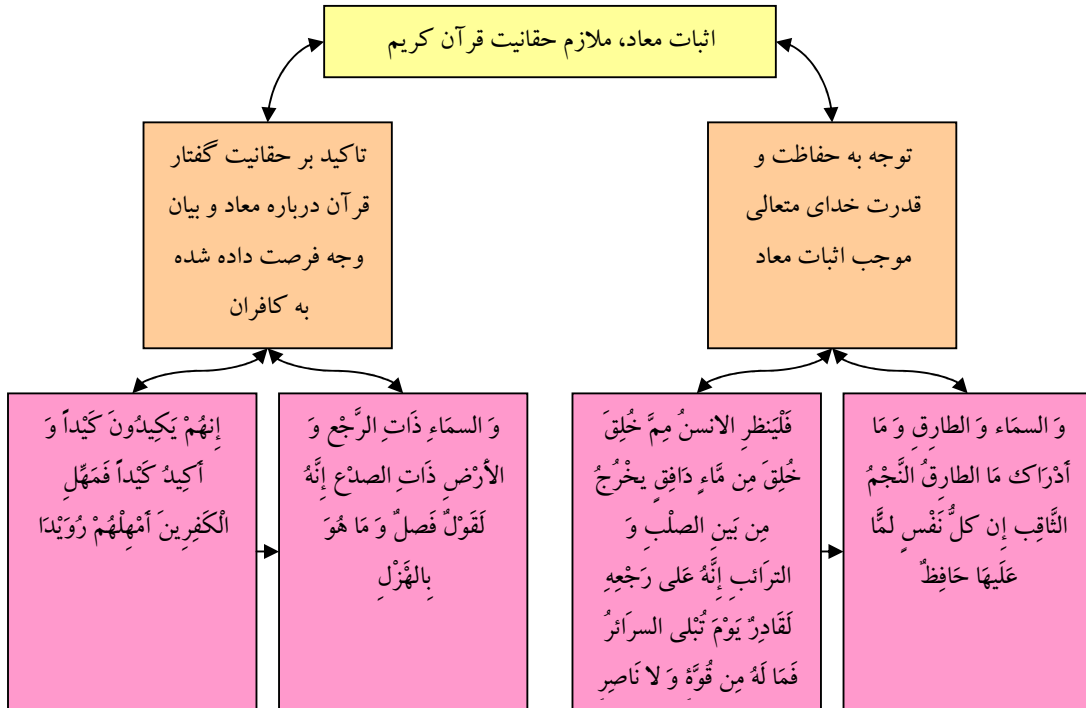 اثبات معاد، ملازم حقانیت قرآن کریم
توجه به حفاظت و
قدرت خدای متعالی
موجب اثبات معاد
تاکید بر حقانیت گفتار
قرآن درباره معاد و بیان
وجه فرصت داده شده
به کافران
وَ السمَاءِ وَ الطارِقِ وَ مَا
أَدْرَاك مَا الطارِقُ النَّجْمُ
الثَّاقِب إِن كلُّ نَفْسٍ لمَّا
عَلَيهَا حَافِظٌ
فَلْيَنظرِ الانسنُ مِمَّ خُلِقَ
خُلِقَ مِن مَّاءٍ دَافِقٍ يخْرُجُ
مِن بَينِ الصلْبِ وَ
الترَائبِ إِنَّهُ عَلى رَجْعِهِ
لَقَادِرٌ يَوْمَ تُبْلى السرَائرُ
فَمَا لَهُ مِن قُوَّةٍ وَ لا نَاصِرٍ
وَ السمَاءِ ذَاتِ الرَّجْع وَ
الأَرْضِ ذَاتِ الصدْع إِنَّهُ
لَقَوْلٌ فَصلٌ وَ مَا هُوَ
بِالهَْزْلِ
إِنهُمْ يَكِيدُونَ كَيْداً وَ
أَكِيدُ كَيْداً فَمَهِّلِ
الْكَفِرِينَ أَمْهِلْهُمْ رُوَيْدَا